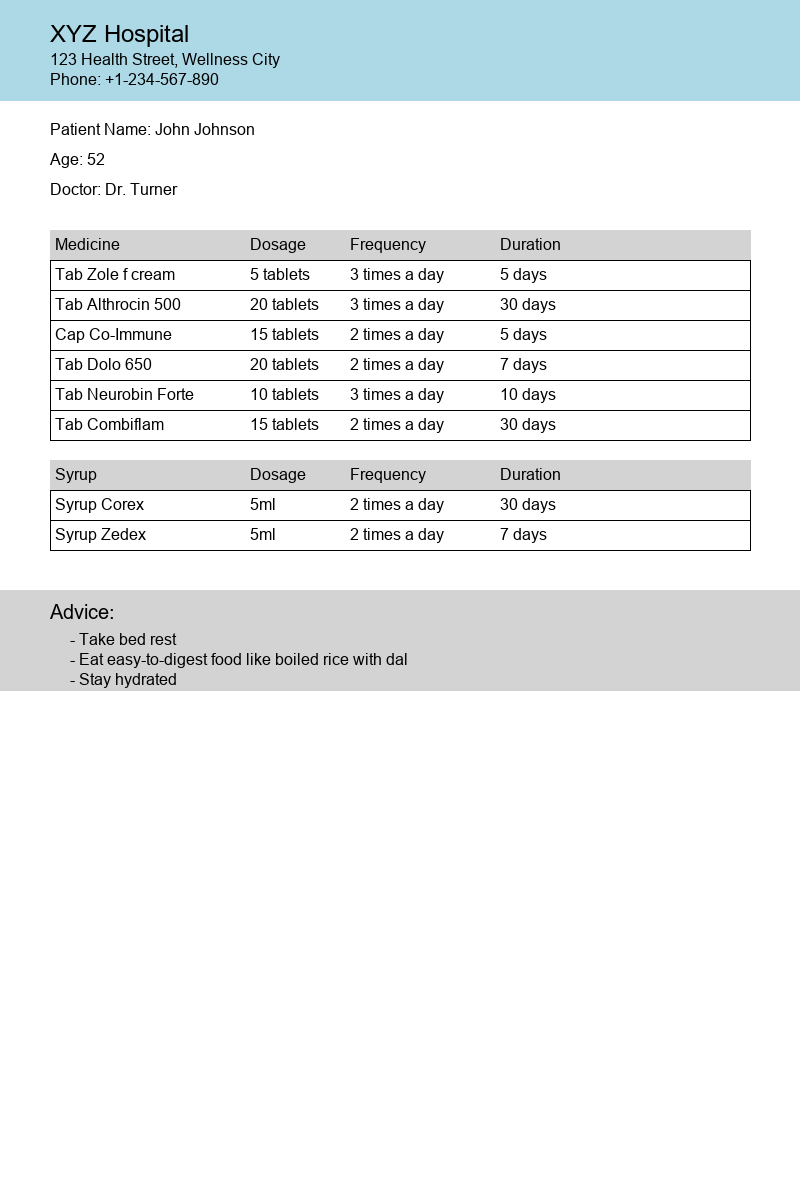 XYZ Hospital
123 Health Street, Wellness City
Phone: +1-234-567-890
Patient Name: John Johnson
Age: 52
Doctor: Dr. Turner
Medicine Dosage Frequency Duration
Tab Zole f cream 5 tablets 3 times a day 5 days
Tab Althrocin 500 20 tablets 3 times a day 30 days
Cap Co-Immune 15 tablets 2 times a day 5 days
Tab Dolo 650 20 tablets 2 times a day 7 days
Tab Neurobin Forte 10 tablets 3 times a day 10 days
Tab Combiflam 15 tablets 2 times a day 30 days
Syrup Dosage Frequency Duration
Syrup Corex 5ml 2 times a day 30 days
Syrup Zedex 5ml 2 times a day 7 days
Advice:
- Take bed rest
- Eat easy-to-digest food like boiled rice with dal
- Stay hydrated